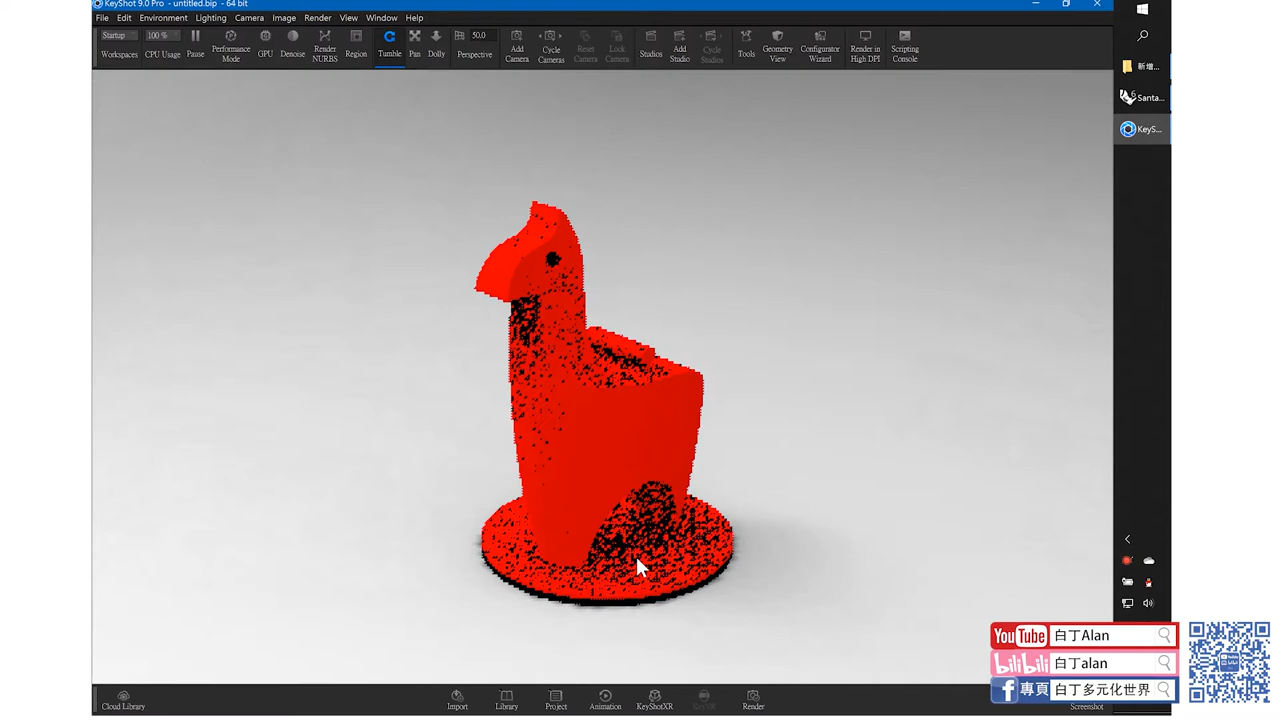 KeyShot 9.0 Pro - untitled.bip - 64 bit
File Edit Environment Lighting Camera Image Render View Window Help
Startup 100 % 50.0
Workspaces CPU Usage Pause Performance Mode GPU Denoise Render NURBS Region Tumble Pan Dolly Perspective Add Camera Cycle Cameras Reset Camera Lock Camera Studios Add Studio Cycle Studios Tools Geometry View Configurator Wizard Render in High DPI Scripting Console
新增...
6 Santa...
KeyS...
YouTube 白丁Alan
bilibili 白丁alan
f 專頁 白丁多元化世界
Cloud Library Import Library Project Animation KeyShotXR KeyVR Render Screenshot